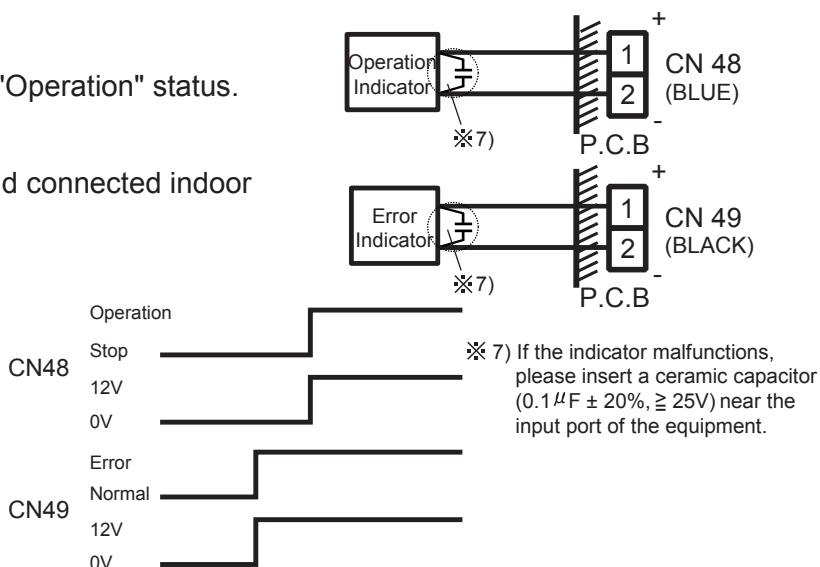 "Operation" status.
Operation
Indicator
※7)
+
1
2
-
P.C.B
CN 48
(BLUE)
d connected indoor
Error
Indicator
※7)
+
1
2
-
P.C.B
CN 49
(BLACK)
CN48
Operation
Stop
12V
0V
CN49
Error
Normal
12V
0V
※ 7) If the indicator malfunctions,
please insert a ceramic capacitor
(0.1μF ± 20%, ≧ 25V) near the
input port of the equipment.